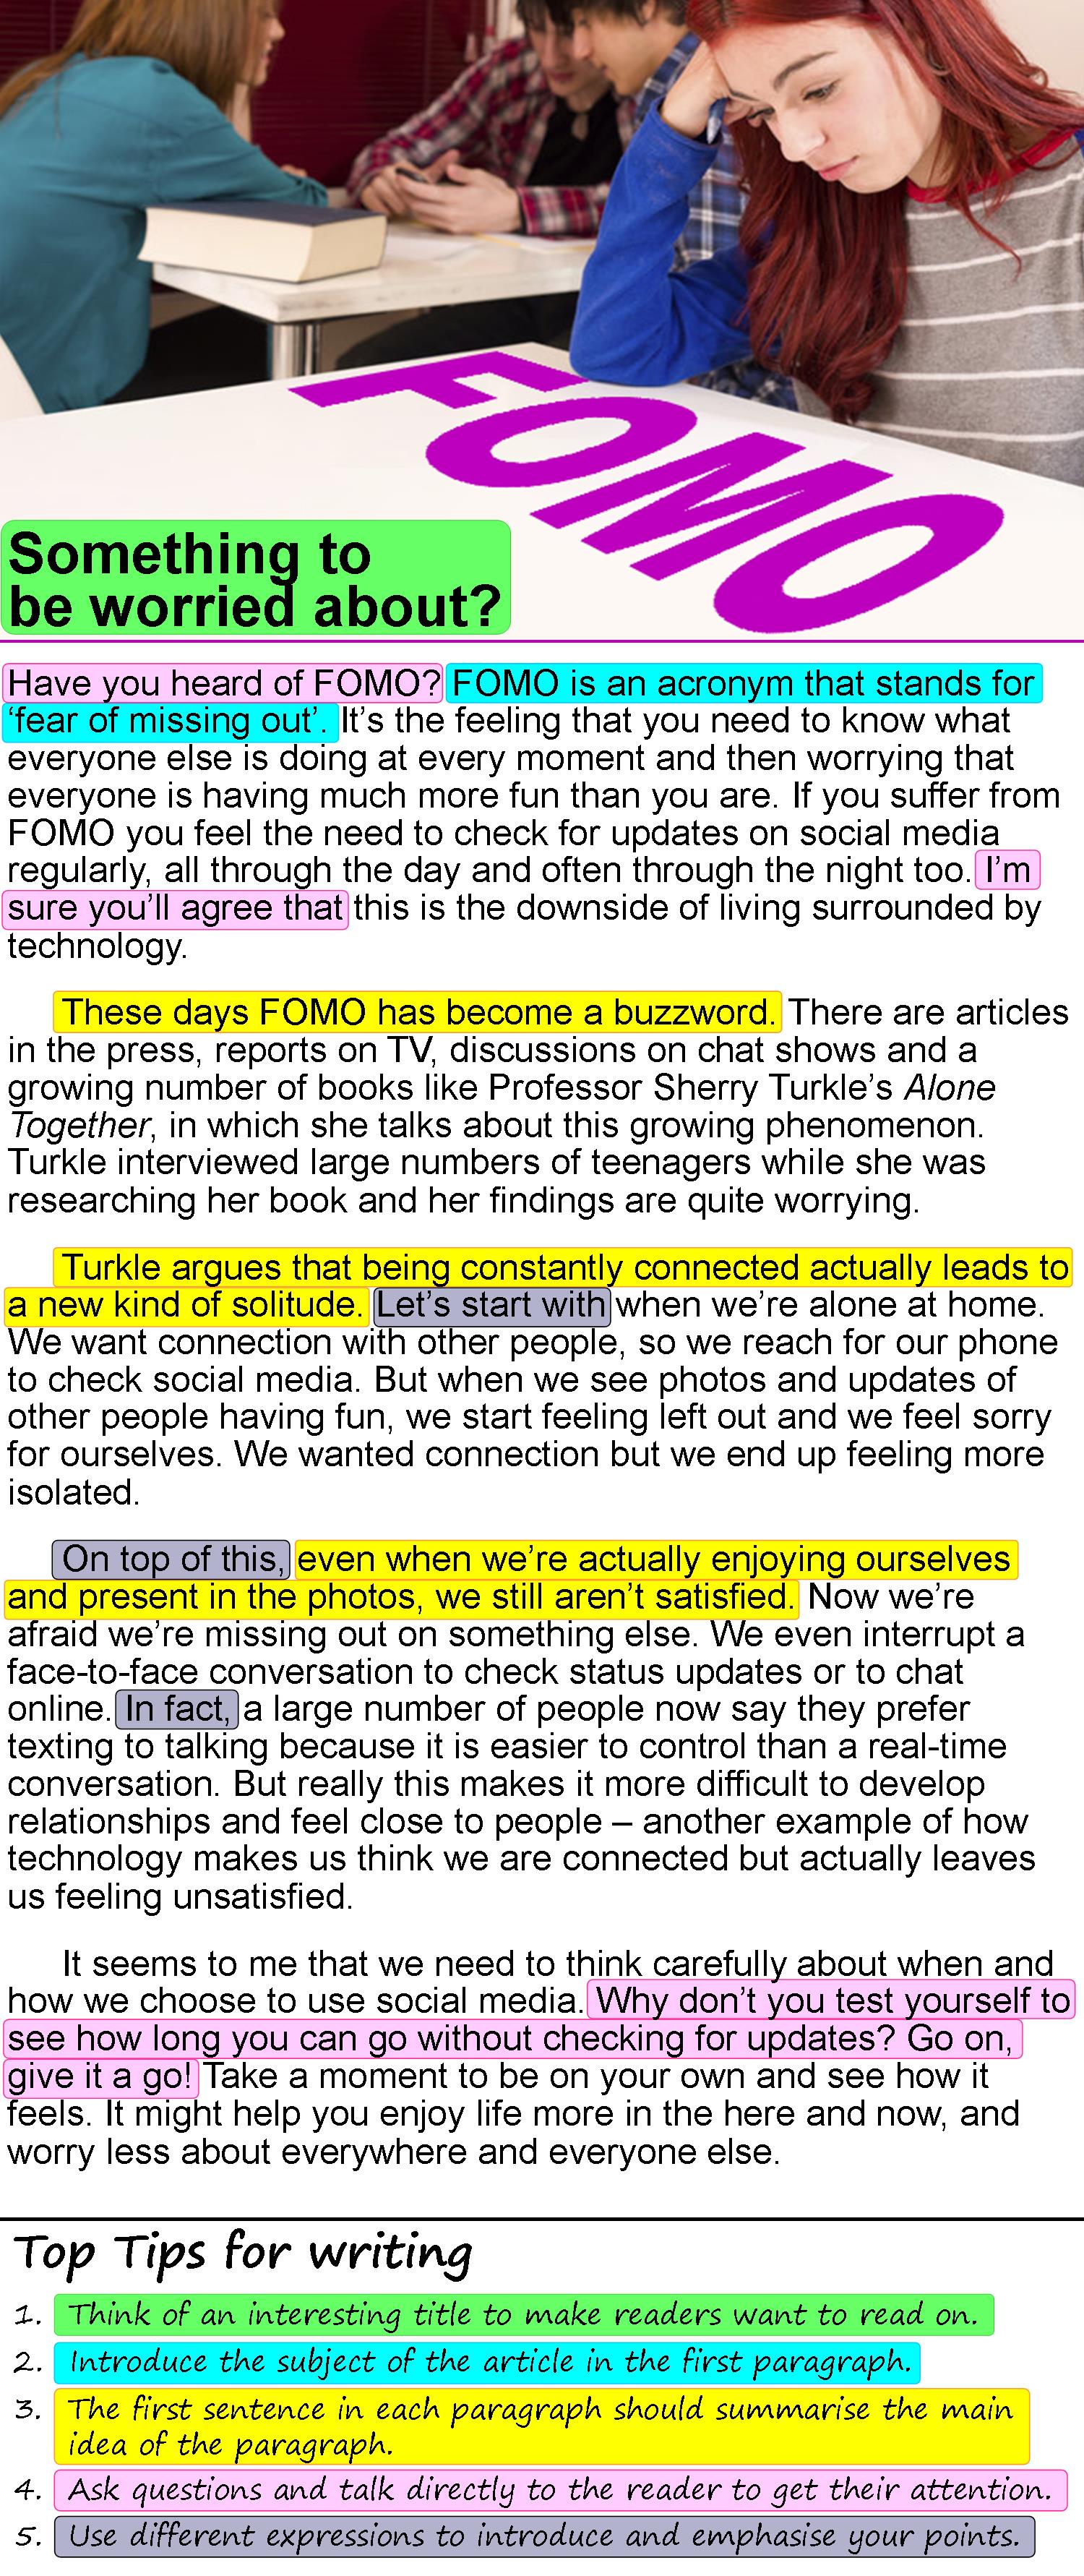 FOMO
Something to
be worried about?
Have you heard of FOMO? FOMO is an acronym that stands for
‘fear of missing out’. It’s the feeling that you need to know what
everyone else is doing at every moment and then worrying that
everyone is having much more fun than you are. If you suffer from
FOMO you feel the need to check for updates on social media
regularly, all through the day and often through the night too. I’m
sure you’ll agree that this is the downside of living surrounded by
technology.
These days FOMO has become a buzzword. There are articles
in the press, reports on TV, discussions on chat shows and a
growing number of books like Professor Sherry Turkle’s Alone
Together, in which she talks about this growing phenomenon.
Turkle interviewed large numbers of teenagers while she was
researching her book and her findings are quite worrying.
Turkle argues that being constantly connected actually leads to
a new kind of solitude. Let’s start with when we’re alone at home.
We want connection with other people, so we reach for our phone
to check social media. But when we see photos and updates of
other people having fun, we start feeling left out and we feel sorry
for ourselves. We wanted connection but we end up feeling more
isolated.
On top of this, even when we’re actually enjoying ourselves
and present in the photos, we still aren’t satisfied. Now we’re
afraid we’re missing out on something else. We even interrupt a
face-to-face conversation to check status updates or to chat
online. In fact, a large number of people now say they prefer
texting to talking because it is easier to control than a real-time
conversation. But really this makes it more difficult to develop
relationships and feel close to people – another example of how
technology makes us think we are connected but actually leaves
us feeling unsatisfied.
It seems to me that we need to think carefully about when and
how we choose to use social media. Why don’t you test yourself to
see how long you can go without checking for updates? Go on,
give it a go! Take a moment to be on your own and see how it
feels. It might help you enjoy life more in the here and now, and
worry less about everywhere and everyone else.
Top Tips for writing
1. Think of an interesting title to make readers want to read on.
2. Introduce the subject of the article in the first paragraph.
3. The first sentence in each paragraph should summarise the main
idea of the paragraph.
4. Ask questions and talk directly to the reader to get their attention.
5. Use different expressions to introduce and emphasise your points.